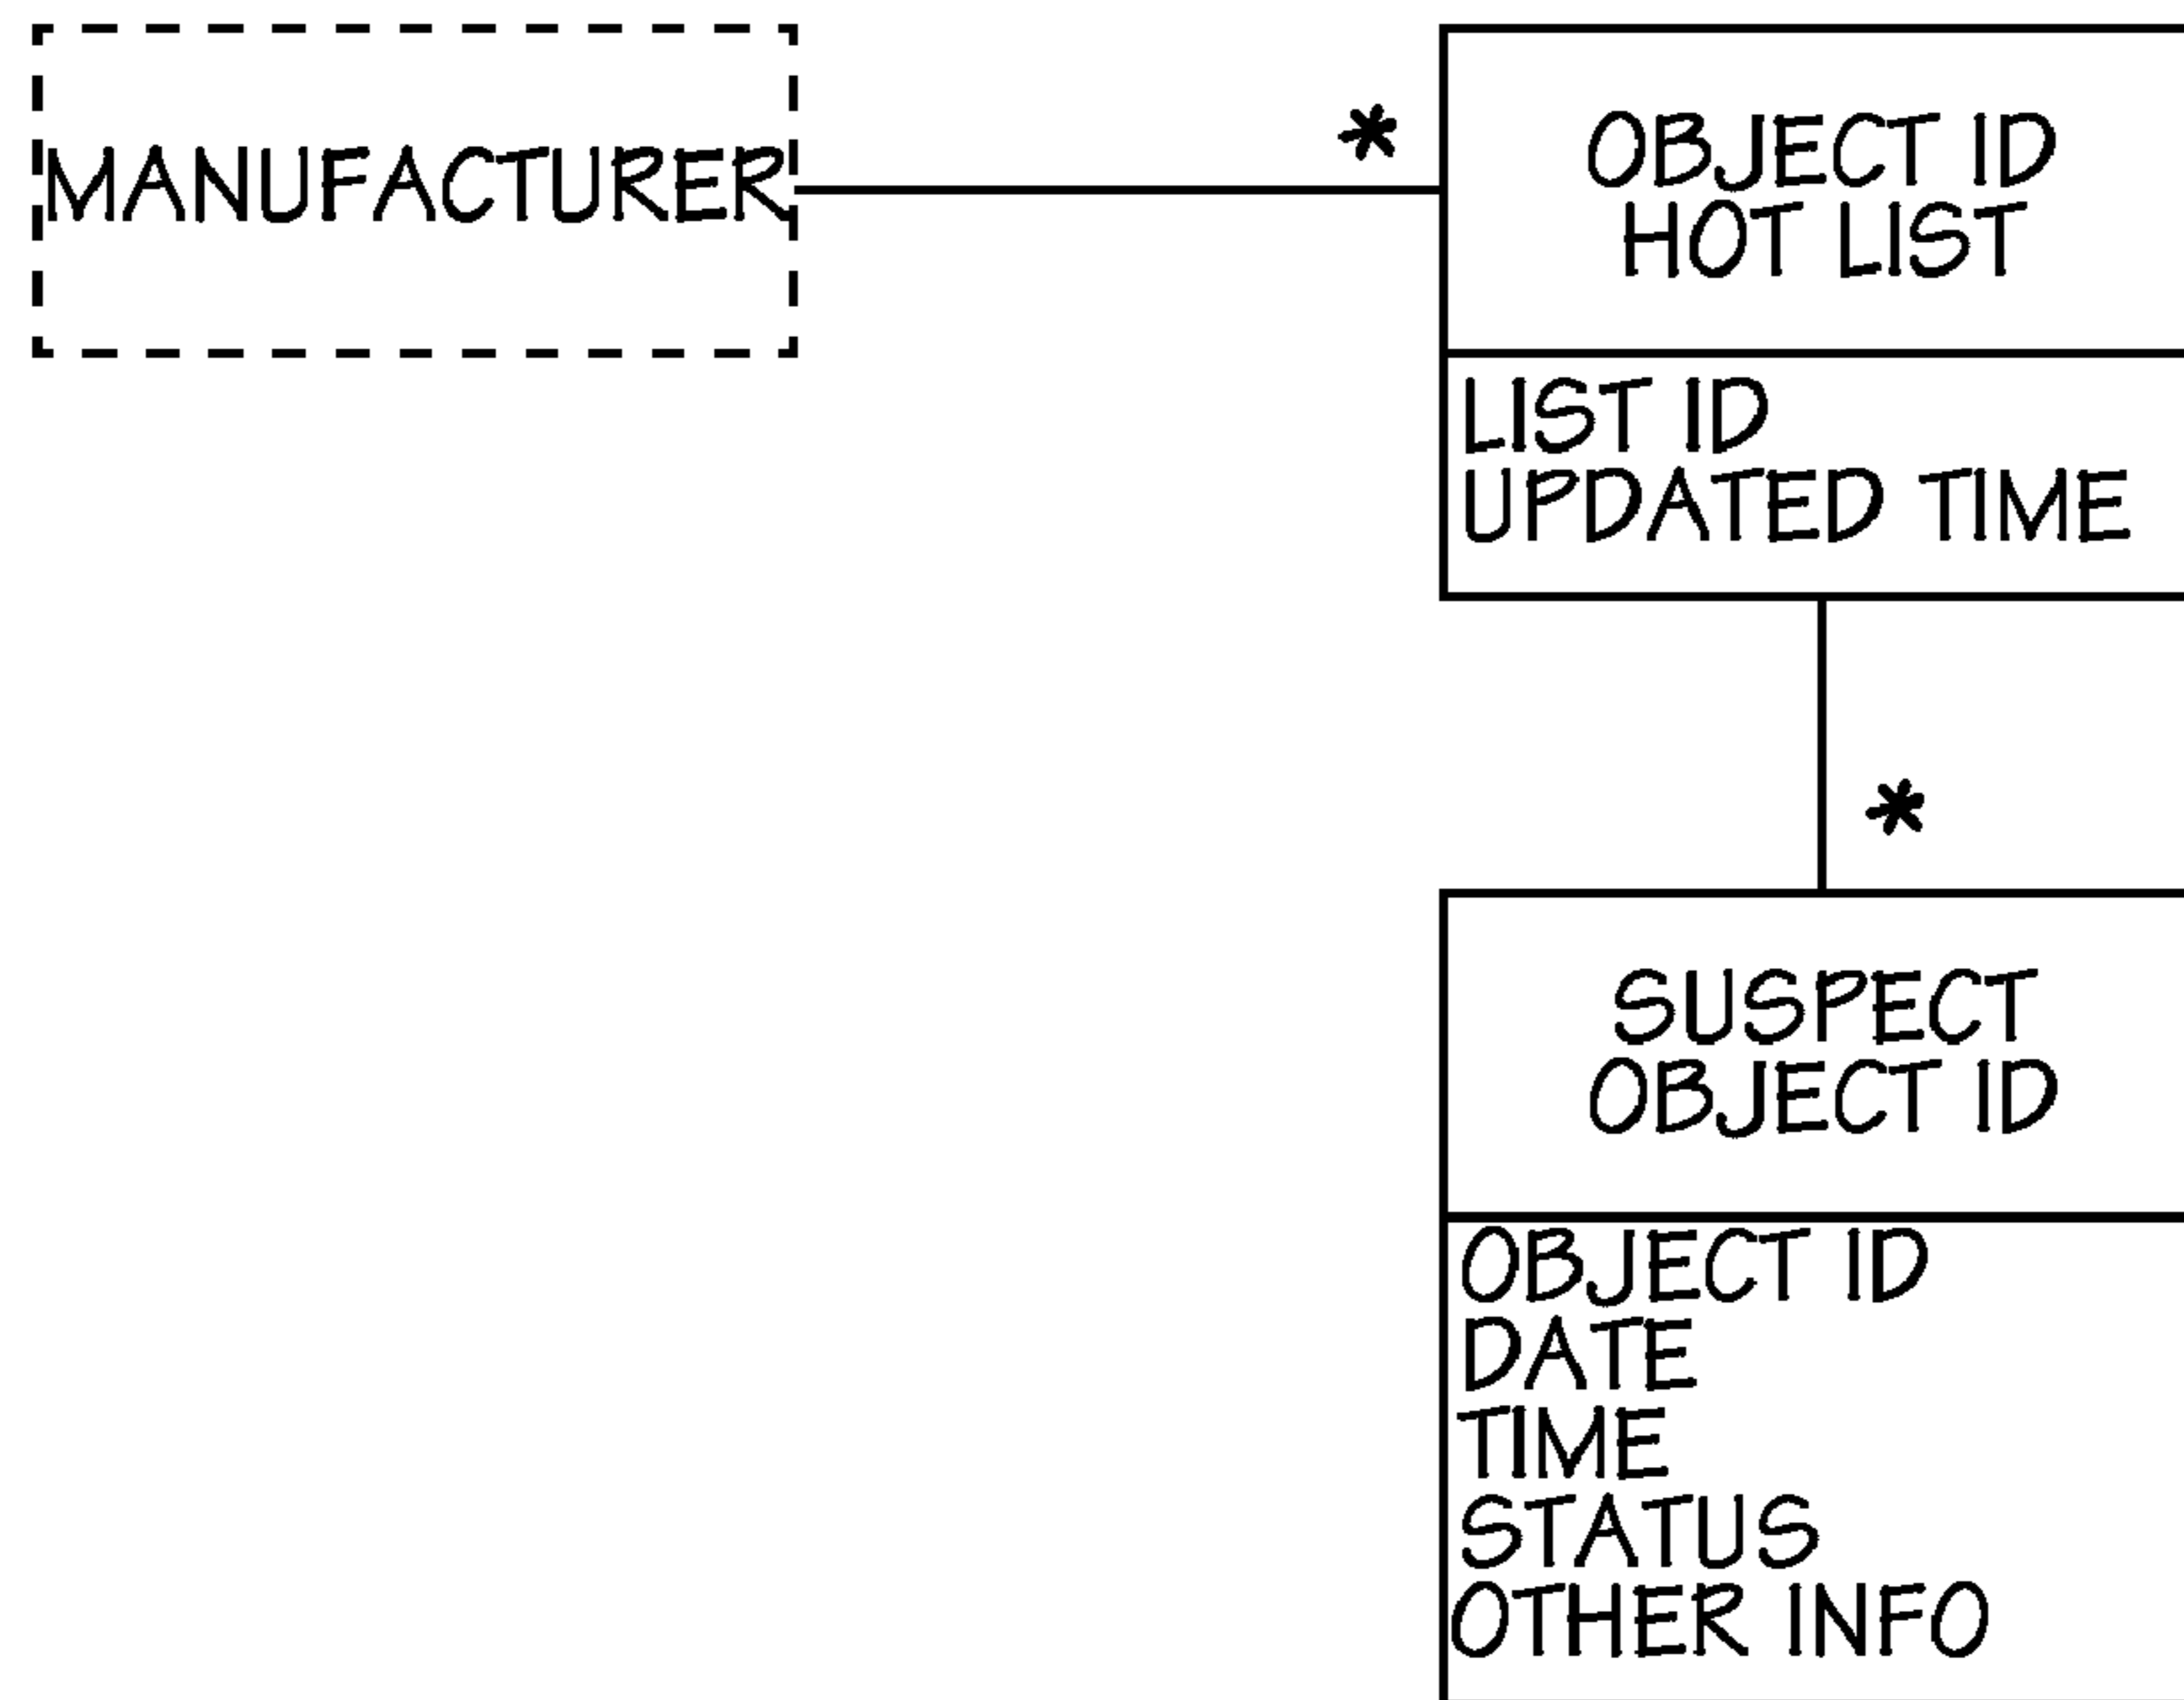 MANUFACTURER
*
OBJECT ID
HOT LIST
LIST ID
UPDATED TIME
*
SUSPECT
OBJECT ID
OBJECT ID
DATE
TIME
STATUS
OTHER INFO